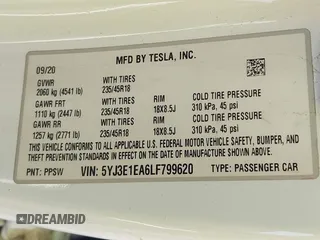 MFD BY TESLA, INC.
09/20
GVWR
2060 kg (4541 lb)
WITH TIRES
235/45R18
COLD TIRE PRESSURE
GAWR FRT
1110 kg (2447 lb)
WITH TIRES
235/45R18
RIM
18X8.5J
310 kPa, 45 psi
GAWR RR
1257 kg (2771 lb)
WITH TIRES
235/45R18
RIM
18X8.5J
COLD TIRE PRESSURE
310 kPa, 45 psi
THIS VEHICLE CONFORMS TO ALL APPLICABLE
U.S. FEDERAL MOTOR VEHICLE SAFETY, BUMPER,
AND THEFT PREVENTION STANDARDS IN EFFECT
ON THE DATE OF MANUFACTURE SHOWN ABOVE.
PNT: PPSW
VIN: 5YJ3E1EA6LF799620
TYPE: PASSENGER CAR
DREAMBID